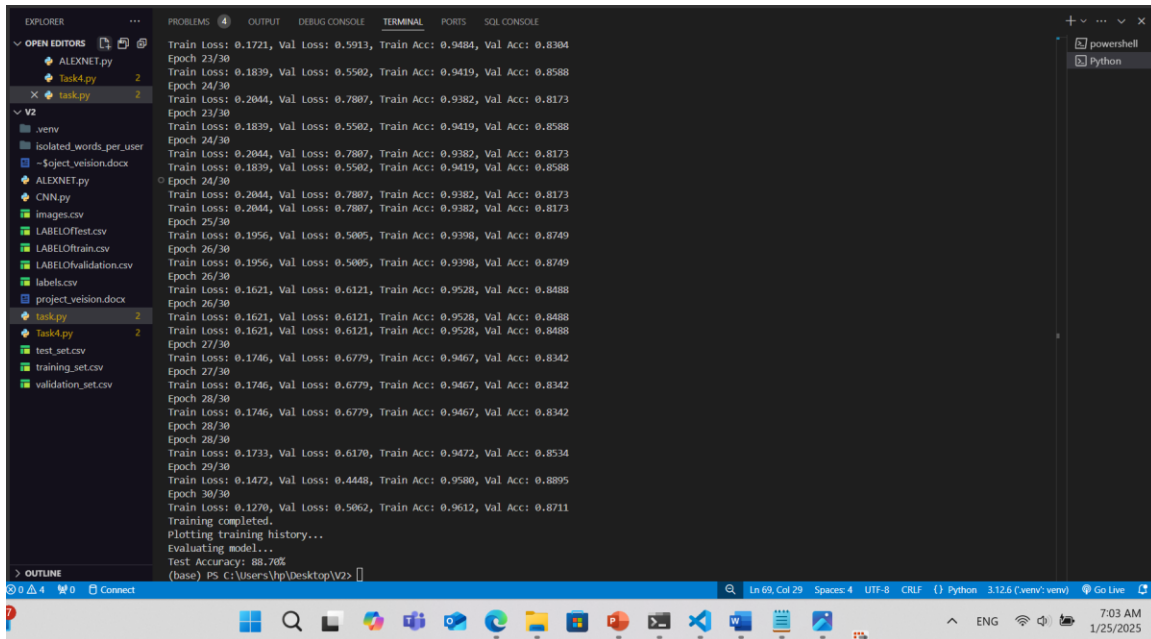 EXPLORER
PROBLEMS 4 OUTPUT DEBUG CONSOLE TERMINAL PORTS SQL CONSOLE
OPEN EDITORS
ALEXNET.py
Task4.py 2
task.py 2
V2
.venv
isolated_words_per_user
~$oject_veision.docx
ALEXNET.py
CNN.py
images.csv
LABELOfTest.csv
LABELOftrain.csv
LABELOfvalidation.csv
labels.csv
project_veision.docx
task.py 2
Task4.py 2
test_set.csv
training_set.csv
validation_set.csv
OUTLINE
Train Loss: 0.1721, Val Loss: 0.5913, Train Acc: 0.9484, Val Acc: 0.8304
Epoch 23/30
Train Loss: 0.1839, Val Loss: 0.5502, Train Acc: 0.9419, Val Acc: 0.8588
Epoch 24/30
Train Loss: 0.2044, Val Loss: 0.7807, Train Acc: 0.9382, Val Acc: 0.8173
Epoch 23/30
Train Loss: 0.1839, Val Loss: 0.5502, Train Acc: 0.9419, Val Acc: 0.8588
Epoch 24/30
Train Loss: 0.2044, Val Loss: 0.7807, Train Acc: 0.9382, Val Acc: 0.8173
Train Loss: 0.1839, Val Loss: 0.5502, Train Acc: 0.9419, Val Acc: 0.8588
Epoch 24/30
Train Loss: 0.2044, Val Loss: 0.7807, Train Acc: 0.9382, Val Acc: 0.8173
Train Loss: 0.2044, Val Loss: 0.7807, Train Acc: 0.9382, Val Acc: 0.8173
Epoch 25/30
Train Loss: 0.1956, Val Loss: 0.5005, Train Acc: 0.9398, Val Acc: 0.8749
Epoch 26/30
Train Loss: 0.1956, Val Loss: 0.5005, Train Acc: 0.9398, Val Acc: 0.8749
Epoch 26/30
Train Loss: 0.1621, Val Loss: 0.6121, Train Acc: 0.9528, Val Acc: 0.8488
Epoch 26/30
Train Loss: 0.1621, Val Loss: 0.6121, Train Acc: 0.9528, Val Acc: 0.8488
Train Loss: 0.1621, Val Loss: 0.6121, Train Acc: 0.9528, Val Acc: 0.8488
Epoch 27/30
Train Loss: 0.1746, Val Loss: 0.6779, Train Acc: 0.9467, Val Acc: 0.8342
Epoch 27/30
Train Loss: 0.1746, Val Loss: 0.6779, Train Acc: 0.9467, Val Acc: 0.8342
Epoch 28/30
Train Loss: 0.1746, Val Loss: 0.6779, Train Acc: 0.9467, Val Acc: 0.8342
Epoch 28/30
Epoch 28/30
Train Loss: 0.1733, Val Loss: 0.6170, Train Acc: 0.9472, Val Acc: 0.8534
Epoch 29/30
Train Loss: 0.1472, Val Loss: 0.4448, Train Acc: 0.9580, Val Acc: 0.8895
Epoch 30/30
Train Loss: 0.1270, Val Loss: 0.5062, Train Acc: 0.9612, Val Acc: 0.8711
Training completed.
Plotting training history...
Evaluating model...
Test Accuracy: 88.70%
(base) PS C:\Users\hp\Desktop\V2>
powershell
Python
0 4 0 Connect
Ln 69, Col 29 Spaces: 4 UTF-8 CRLF {} Python 3.12.6 ('.venv': venv) Go Live
ENG 7:03 AM
1/25/2025